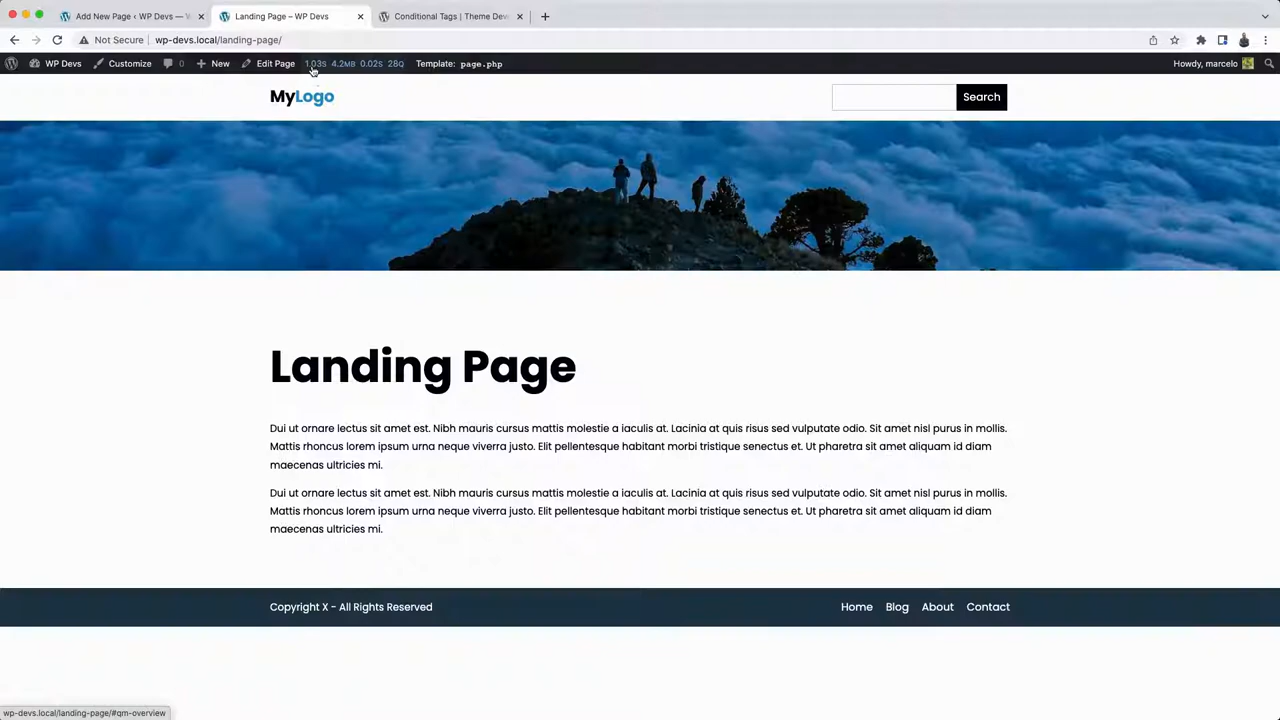 Add New Page ‹ WP Devs — W
Landing Page – WP Devs
Conditional Tags | Theme Dev
Not Secure
wp-devs.local/landing-page/
WP Devs
Customize
0
New
Edit Page
1.03s 4.2MB 0.02s 28Q
Template: page.php
Howdy, marcelo
MyLogo
Search
Landing Page
Dui ut ornare lectus sit amet est. Nibh mauris cursus mattis molestie a iaculis at. Lacinia at quis risus sed vulputate odio. Sit amet nisl purus in mollis.
Mattis rhoncus lorem ipsum urna neque viverra justo. Elit pellentesque habitant morbi tristique senectus et. Ut pharetra sit amet aliquam id diam
maecenas ultricies mi.
Dui ut ornare lectus sit amet est. Nibh mauris cursus mattis molestie a iaculis at. Lacinia at quis risus sed vulputate odio. Sit amet nisl purus in mollis.
Mattis rhoncus lorem ipsum urna neque viverra justo. Elit pellentesque habitant morbi tristique senectus et. Ut pharetra sit amet aliquam id diam
maecenas ultricies mi.
Copyright X - All Rights Reserved
Home Blog About Contact
wp-devs.local/landing-page/#qm-overview